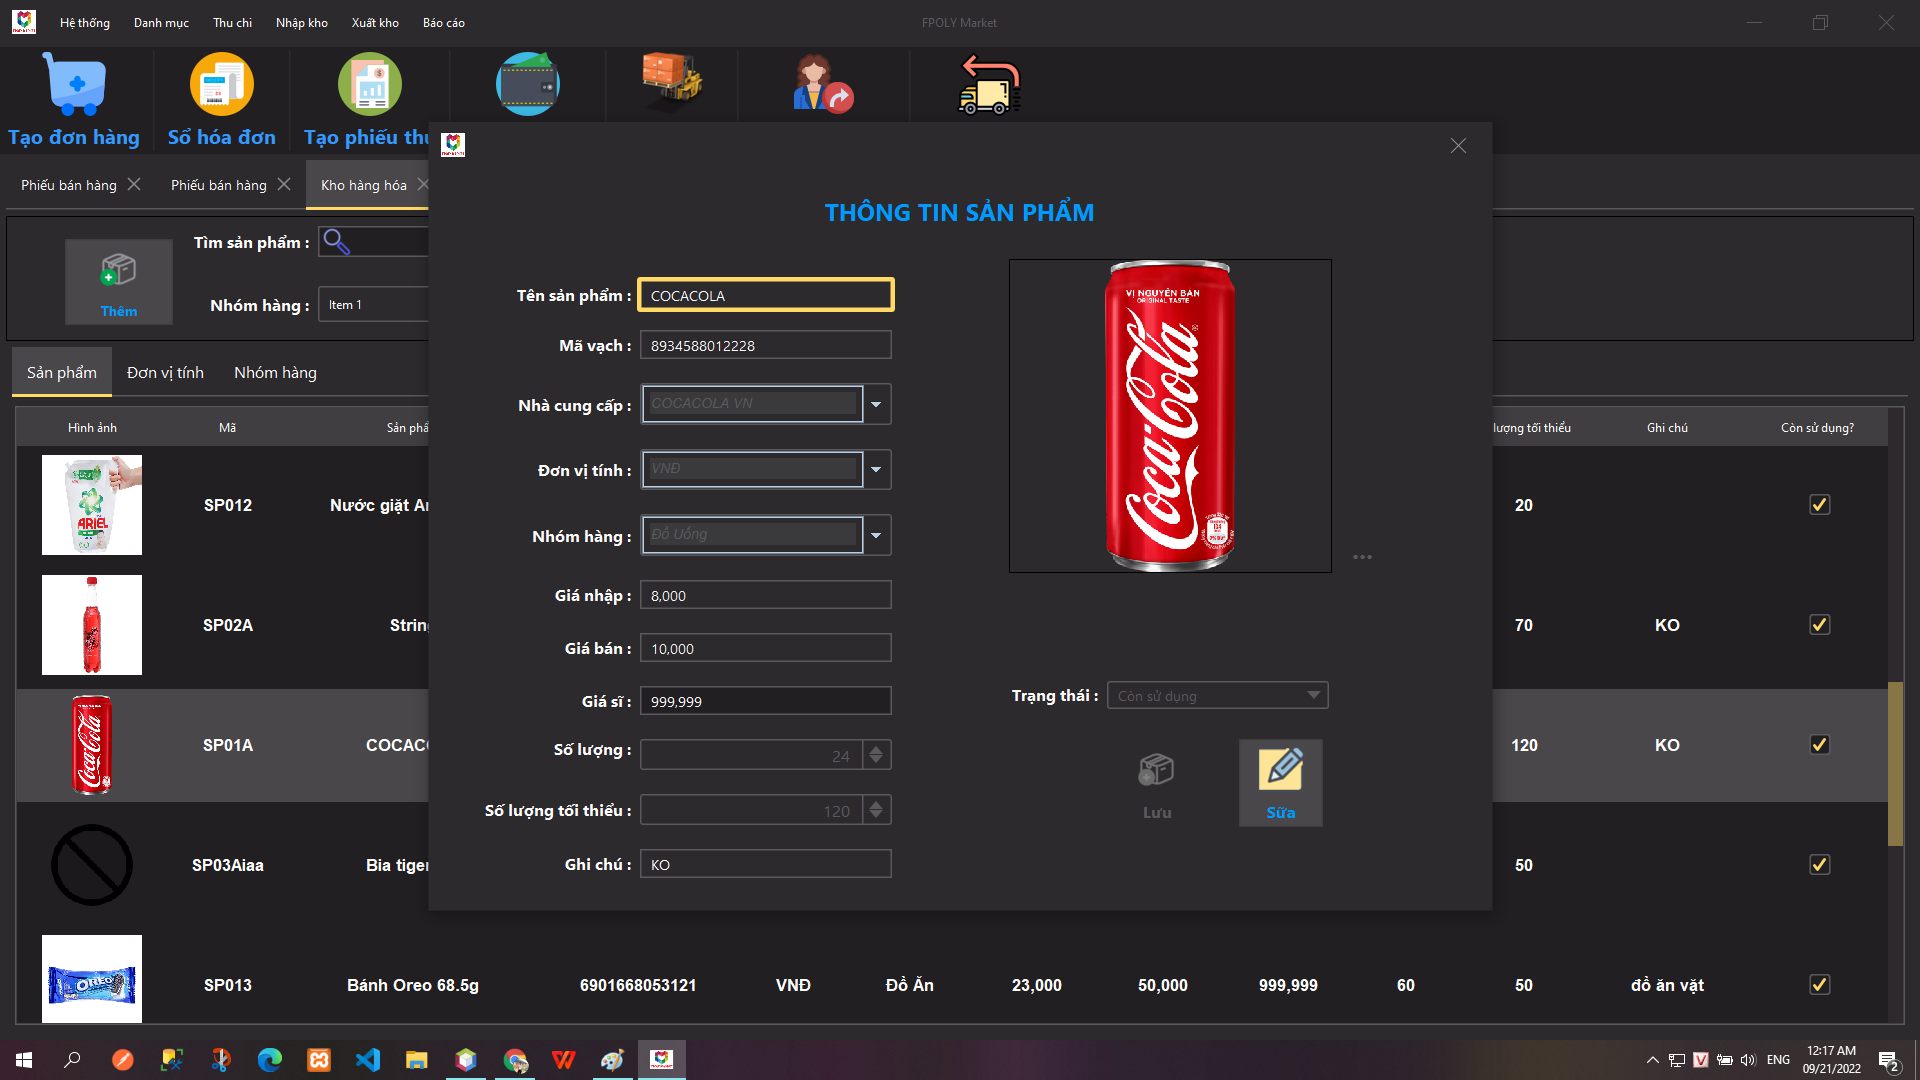 Hệ thống
Danh mục
Thu chi
Nhập kho
Xuất kho
Báo cáo
FPOLY Market
Tạo đơn hàng
Sổ hóa đơn
Tạo phiếu thu
Phiếu bán hàng
Phiếu bán hàng
Kho hàng hóa
Tìm sản phẩm :
Thêm
Nhóm hàng :
Item 1
Sản phẩm
Đơn vị tính
Nhóm hàng
Hình ảnh
Mã
Sản phẩ
lượng tối thiểu
Ghi chú
Còn sử dụng?
SP012
Nước giặt Ar
20
SP02A
String
70
KO
SP01A
COCACO
120
KO
SP03Aiaa
Bia tiger
50
SP013
Bánh Oreo 68.5g
6901668053121
VNĐ
Đồ Ăn
23,000
50,000
999,999
60
50
đồ ăn vặt
THÔNG TIN SẢN PHẨM
Tên sản phẩm :
COCACOLA
Mã vạch :
8934588012228
Nhà cung cấp :
COCACOLA VN
Đơn vị tính :
VNĐ
Nhóm hàng :
Đồ Uống
Giá nhập :
8,000
Giá bán :
10,000
Giá sĩ :
999,999
Số lượng :
24
Số lượng tối thiểu :
120
Ghi chú :
KO
VỊ NGUYÊN BẢN
ORIGINAL TASTE
Coca-Cola
Trạng thái :
Còn sử dụng
Lưu
Sữa
ARIEL
OREO
Coca-Cola
ENG
12:17 AM
09/21/2022
2